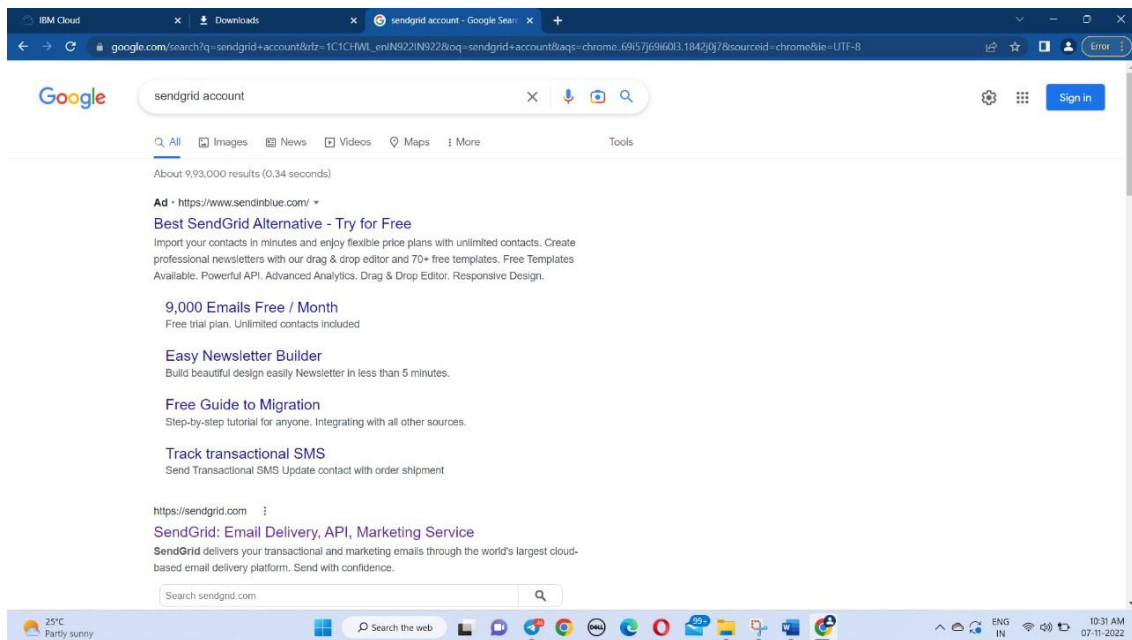 IBM Cloud
Downloads
sendgrid account - Google Sear
google.com/search?q=sendgrid+account&rlz=1C1CHWL_enIN922IN922&oq=sendgrid+account&aqs=chrome..69i57j69i60l3.1842j0j7&sourceid=chrome&ie=UTF-8
Error
Google
sendgrid account
Sign in
All Images News Videos Maps More Tools
About 9,93,000 results (0.34 seconds)
Ad · https://www.sendinblue.com/
Best SendGrid Alternative - Try for Free
Import your contacts in minutes and enjoy flexible price plans with unlimited contacts. Create
professional newsletters with our drag & drop editor and 70+ free templates. Free Templates
Available. Powerful API. Advanced Analytics. Drag & Drop Editor. Responsive Design.
9,000 Emails Free / Month
Free trial plan. Unlimited contacts included
Easy Newsletter Builder
Build beautiful design easily Newsletter in less than 5 minutes.
Free Guide to Migration
Step-by-step tutorial for anyone. Integrating with all other sources.
Track transactional SMS
Send Transactional SMS Update contact with order shipment
https://sendgrid.com
SendGrid: Email Delivery, API, Marketing Service
SendGrid delivers your transactional and marketing emails through the world's largest cloud-
based email delivery platform. Send with confidence.
Search sendgrid.com
25°C
Partly sunny
Search the web
DELL
99+
ENG
IN
10:31 AM
07-11-2022